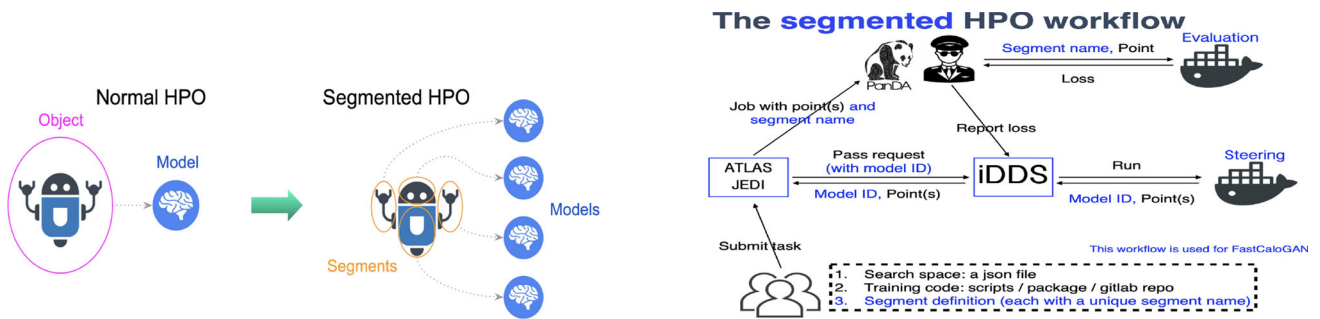 Normal HPO
Object
Model
Segmented HPO
Models
Segments
The segmented HPO workflow
PanDA
Segment name, Point
Loss
Evaluation
Job with point(s) and
segment name
Report loss
ATLAS
JEDI
Pass request
(with model ID)
Model ID, Point(s)
iDDS
Run
Model ID, Point(s)
Steering
Submit task
This workflow is used for FastCaloGAN
1. Search space: a json file
2. Training code: scripts / package / gitlab repo
3. Segment definition (each with a unique segment name)